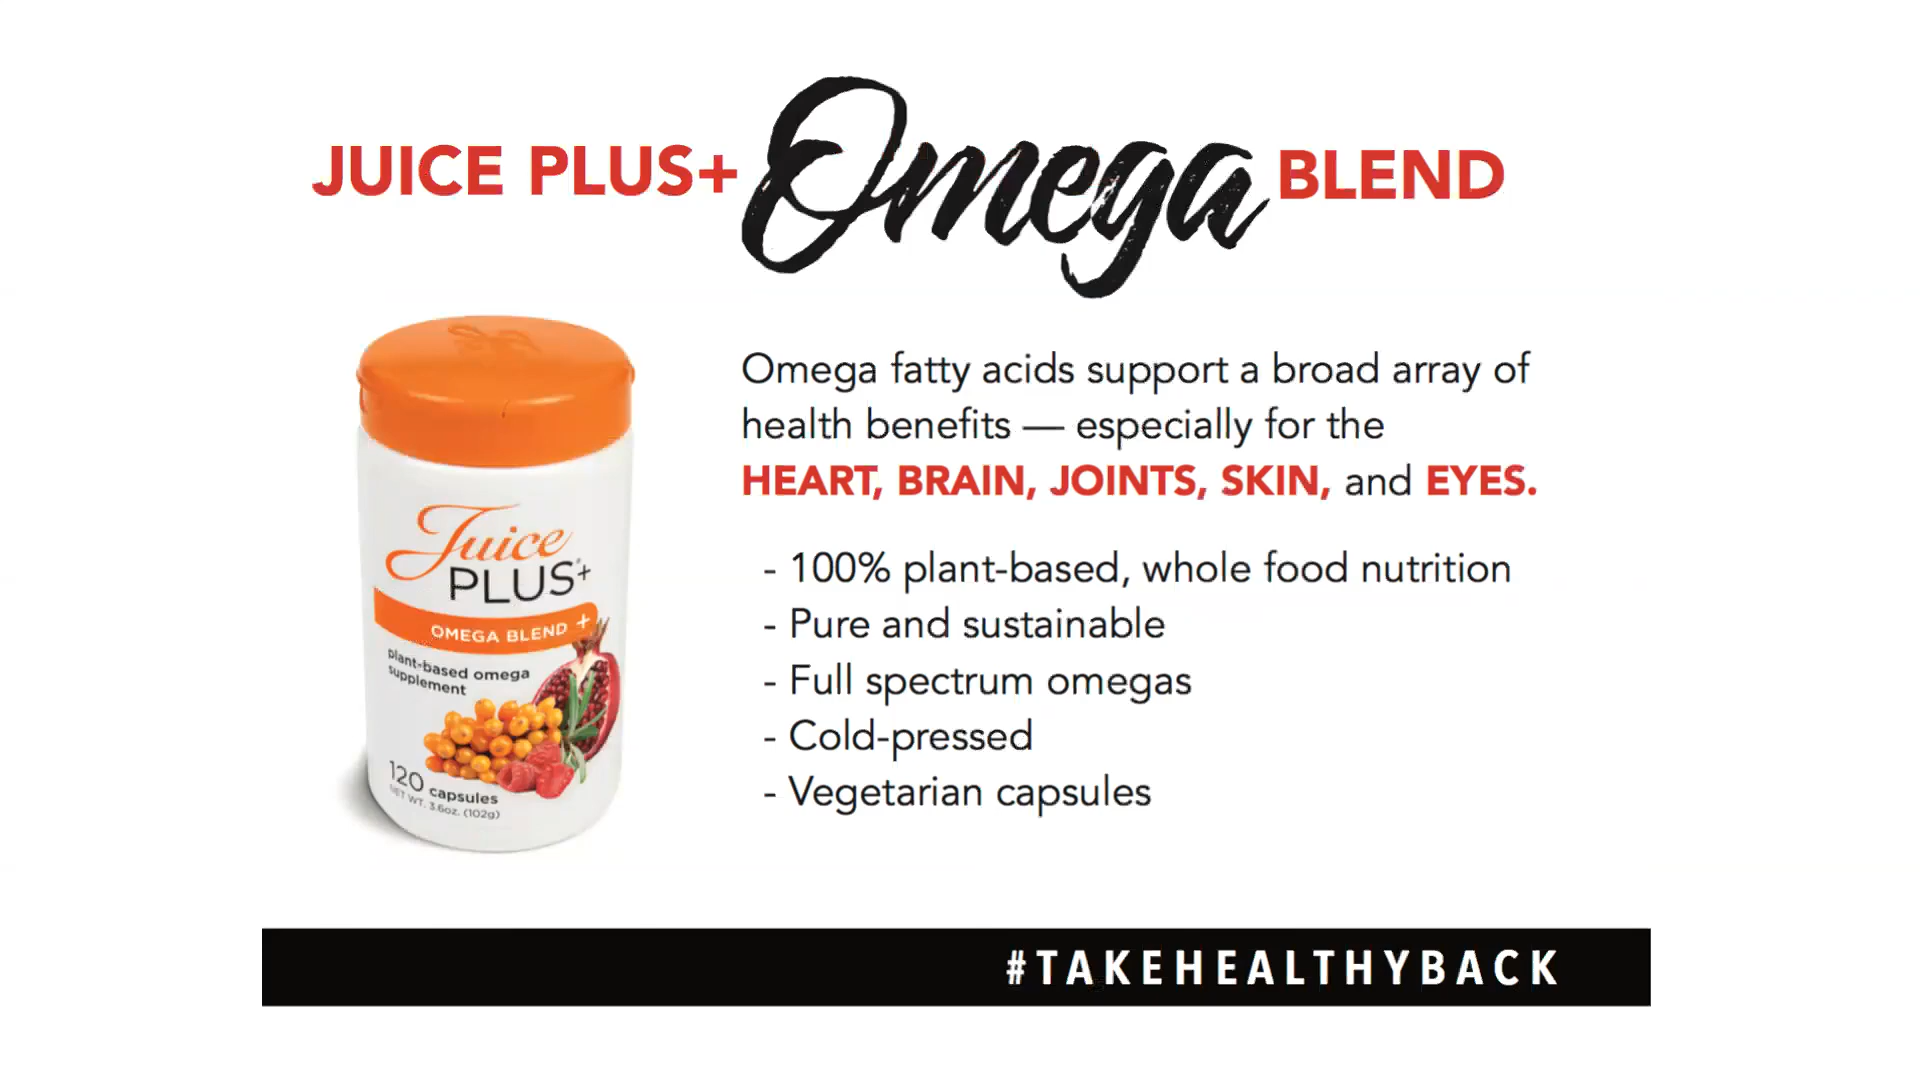 JUICE PLUS+ Omega BLEND
Omega fatty acids support a broad array of
health benefits — especially for the
HEART, BRAIN, JOINTS, SKIN, and EYES.
- 100% plant-based, whole food nutrition
- Pure and sustainable
- Full spectrum omegas
- Cold-pressed
- Vegetarian capsules
Juice
PLUS+®
OMEGA BLEND +
plant-based omega
supplement
120 capsules
NET WT. 3.6oz. (102g)
#TAKEHEALTHYBACK